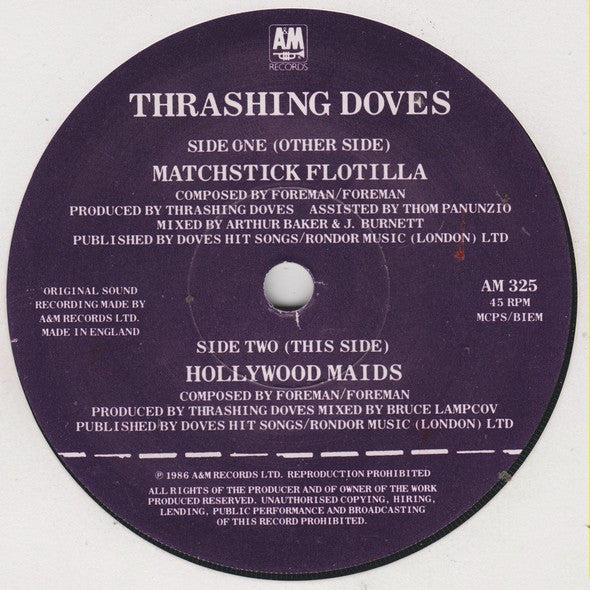 A&M
RECORDS
THRASHING DOVES
SIDE ONE (OTHER SIDE)
MATCHSTICK FLOTILLA
COMPOSED BY FOREMAN/FOREMAN
PRODUCED BY THRASHING DOVES ASSISTED BY THOM PANUNZIO
MIXED BY ARTHUR BAKER & J. BURNETT
PUBLISHED BY DOVES HIT SONGS/RONDOR MUSIC (LONDON) LTD
ORIGINAL SOUND
RECORDING MADE BY
A&M RECORDS LTD.
MADE IN ENGLAND
AM 325
45 RPM
MCPS/BIEM
SIDE TWO (THIS SIDE)
HOLLYWOOD MAIDS
COMPOSED BY FOREMAN/FOREMAN
PRODUCED BY THRASHING DOVES MIXED BY BRUCE LAMPCOV
PUBLISHED BY DOVES HIT SONGS/RONDOR MUSIC (LONDON) LTD
℗ 1986 A&M RECORDS LTD. REPRODUCTION PROHIBITED
ALL RIGHTS OF THE PRODUCER AND OF OWNER OF THE WORK
PRODUCED RESERVED. UNAUTHORISED COPYING, HIRING,
LENDING, PUBLIC PERFORMANCE AND BROADCASTING
OF THIS RECORD PROHIBITED.